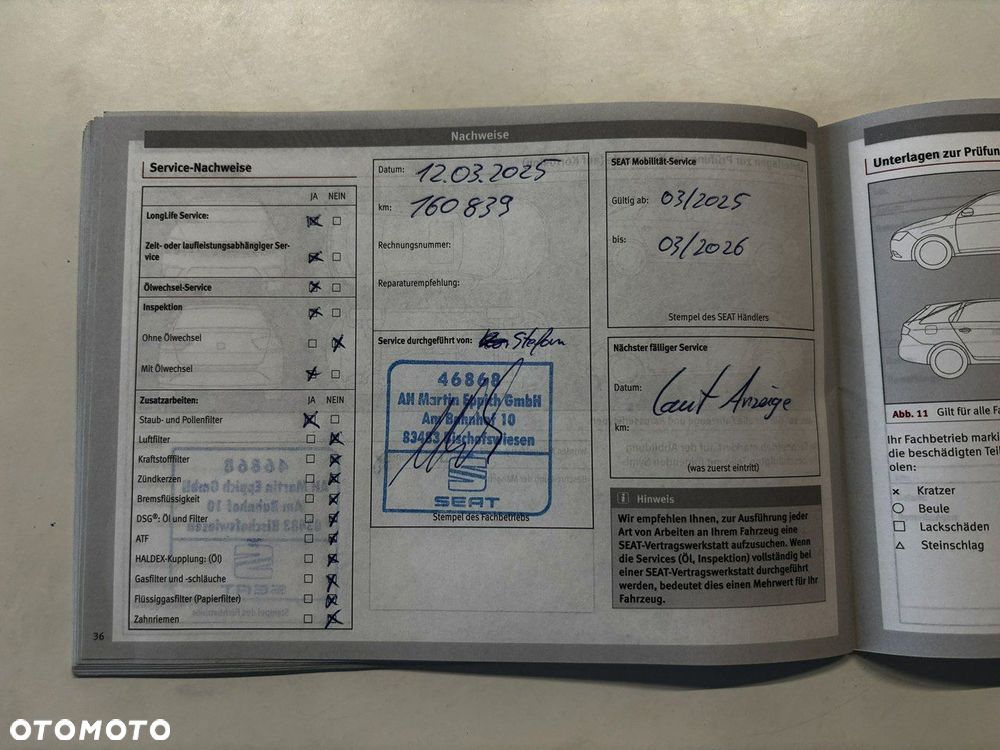 Nachweise
Service-Nachweise
JA NEIN
LongLife Service:
Zeit- oder laufleistungsabhängiger Ser-
vice
Ölwechsel-Service
Inspektion
Ohne Ölwechsel
Mit Ölwechsel
Zusatzarbeiten: JA NEIN
Staub- und Pollenfilter
Luftfilter
Kraftstofffilter
Zündkerzen
Bremsflüssigkeit
DSG®: Öl und Filter
ATF
HALDEX-Kupplung: (Öl)
Gasfilter und -schläuche
Flüssiggasfilter (Papierfilter)
Zahnriemen
36
Datum: 12.03.2025
km: 160 839
Rechnungsnummer:
Reparaturempfehlung:
Service durchgeführt von: Stefan
46868
AH Martin Eppich GmbH
Am Bahnhof 10
83483 Bischofswiesen
SEAT
Stempel des Fachbetriebs
SEAT Mobilität-Service
Gültig ab: 03/2025
bis: 03/2026
Stempel des SEAT Händlers
Nächster fälliger Service
Datum: laut Anzeige
km:
(was zuerst eintritt)
i Hinweis
Wir empfehlen Ihnen, zur Ausführung jeder
Art von Arbeiten an Ihrem Fahrzeug eine
SEAT-Vertragswerkstatt aufzusuchen. Wenn
die Services (Öl, Inspektion) vollständig bei
einer SEAT-Vertragswerkstatt durchgeführt
werden, bedeutet dies einen Mehrwert für Ihr
Fahrzeug.
Unterlagen zur Prüfun
Abb. 11 Gilt für alle Fa
Ihr Fachbetrieb marki
die beschädigten Teil
olen:
Kratzer
Beule
Lackschäden
Steinschlag
OTOMOTO